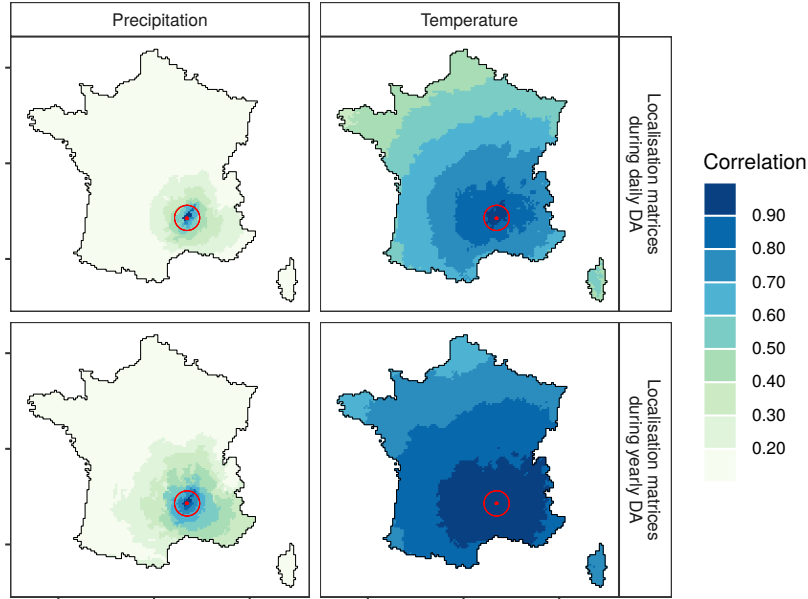 Precipitation
Temperature
Localisation matrices
during daily DA
Localisation matrices
during yearly DA
Correlation
0.90
0.80
0.70
0.60
0.50
0.40
0.30
0.20